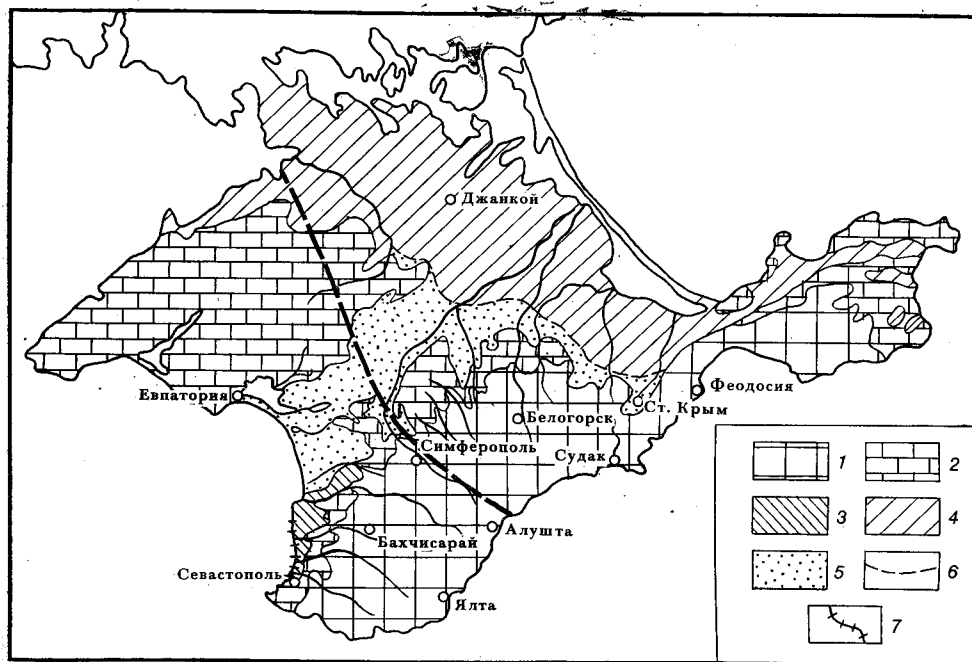 Джанкой
Евпатория
Феодосия
Ст. Крым
Белогорск
Симферополь
Судак
Алушта
Бахчисарай
Севастополь
Ялта
1
2
3
4
5
6
7